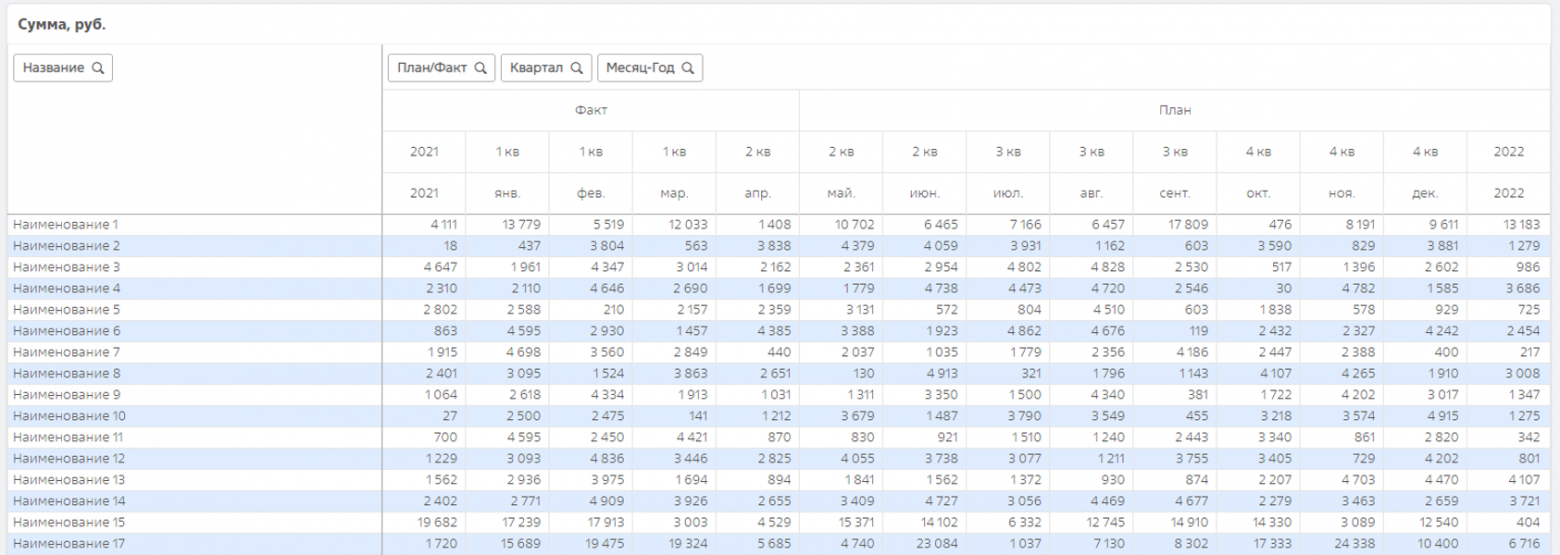 Сумма, руб.
Название
План/Факт Квартал Месяц-Год
Факт План
2021 1 кв 1 кв 1 кв 2 кв 2 кв 2 кв 3 кв 3 кв 3 кв 4 кв 4 кв 4 кв 2022
2021 янв. фев. мар. апр. май. июн. июл. авг. сент. окт. ноя. дек. 2022
Наименование 1 4 111 13 779 5 519 12 033 1 408 10 702 6 465 7 166 6 457 17 809 476 8 191 9 611 13 183
Наименование 2 18 437 3 804 563 3 838 4 379 4 059 3 931 1 162 603 3 590 829 3 881 1 279
Наименование 3 4 647 1 961 4 347 3 014 2 162 2 361 2 954 4 802 4 828 2 530 517 1 396 2 602 986
Наименование 4 2 310 2 110 4 646 2 690 1 699 1 779 4 738 4 473 4 720 2 546 30 4 782 1 585 3 686
Наименование 5 2 802 2 588 210 2 157 2 359 3 131 572 804 4 510 603 1 838 578 929 725
Наименование 6 863 4 595 2 930 1 457 4 385 3 388 1 923 4 862 4 676 119 2 432 2 327 4 242 2 454
Наименование 7 1 915 4 698 3 560 2 849 440 2 037 1 035 1 779 2 356 4 186 2 447 2 388 400 217
Наименование 8 2 401 3 095 1 524 3 863 2 651 130 4 913 321 1 796 1 143 4 107 4 265 1 910 3 008
Наименование 9 1 064 2 618 4 334 1 913 1 031 1 311 3 350 1 500 4 340 381 1 722 4 202 3 017 1 347
Наименование 10 27 2 500 2 475 141 1 212 3 679 1 487 3 790 3 549 455 3 218 3 574 4 915 1 275
Наименование 11 700 4 595 2 450 4 421 870 830 921 1 510 1 240 2 443 3 340 861 2 820 342
Наименование 12 1 229 3 093 4 836 3 446 2 825 4 055 3 738 3 077 1 211 3 755 3 405 729 4 202 801
Наименование 13 1 562 2 936 3 975 1 694 894 1 841 1 562 1 372 930 874 2 207 4 703 4 470 4 107
Наименование 14 2 402 2 771 4 909 3 926 2 655 3 409 4 727 3 056 4 469 4 677 2 279 3 463 2 659 3 721
Наименование 15 19 682 17 239 17 913 3 003 4 529 15 371 14 102 6 332 12 745 14 910 14 330 3 089 12 540 404
Наименование 17 1 720 15 689 19 475 19 324 5 685 4 740 23 084 1 037 7 130 8 302 17 333 24 338 10 400 6 716